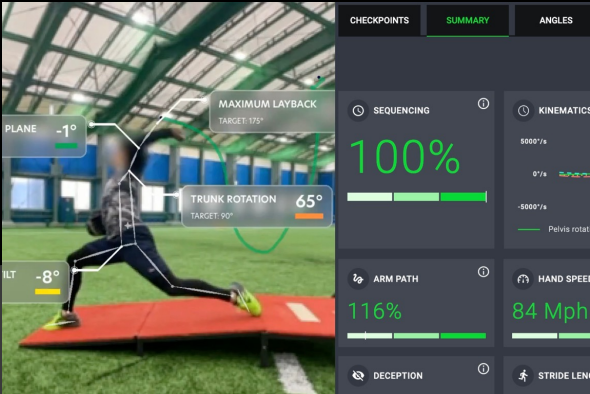 CHECKPOINTS
SUMMARY
ANGLES
MAXIMUM LAYBACK
TARGET: 175°
PLANE -1°
TRUNK ROTATION 65°
TARGET: 90°
ILT -8°
SEQUENCING
100%
KINEMATICS
5000°/s
0°/s
-5000°/s
Pelvis rotat
ARM PATH
116%
HAND SPEED
84 Mph
DECEPTION
STRIDE LENG